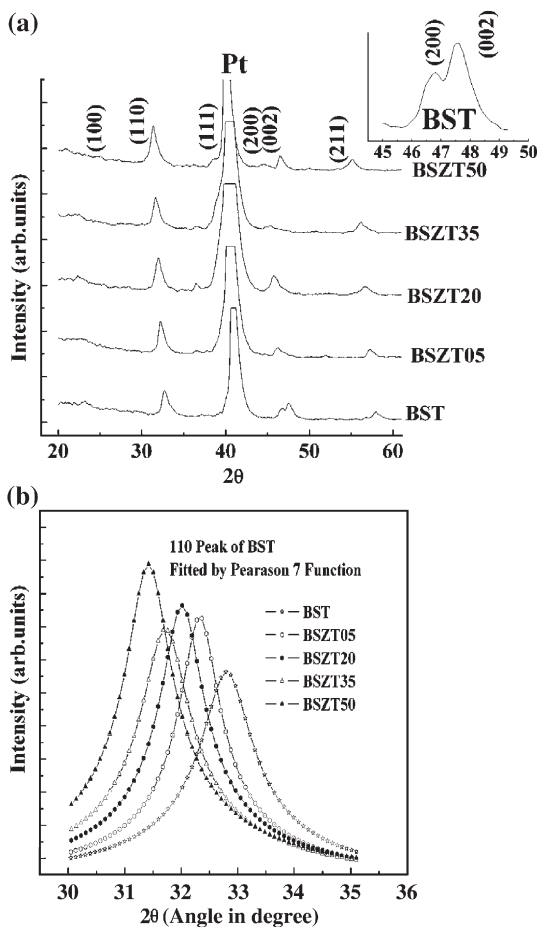 (a)
(200)
(002)
BST
45 46 47 48 49 50
Pt
(100)
(110)
(111)
(200)
(002)
(211)
BSZT50
BSZT35
BSZT20
BSZT05
BST
Intensity (arb.units)
20 30 40 50 60
2θ
(b)
110 Peak of BST
Fitted by Pearason 7 Function
BST
BSZT05
BSZT20
BSZT35
BSZT50
Intensity (arb.units)
30 31 32 33 34 35 36
2θ (Angle in degree)